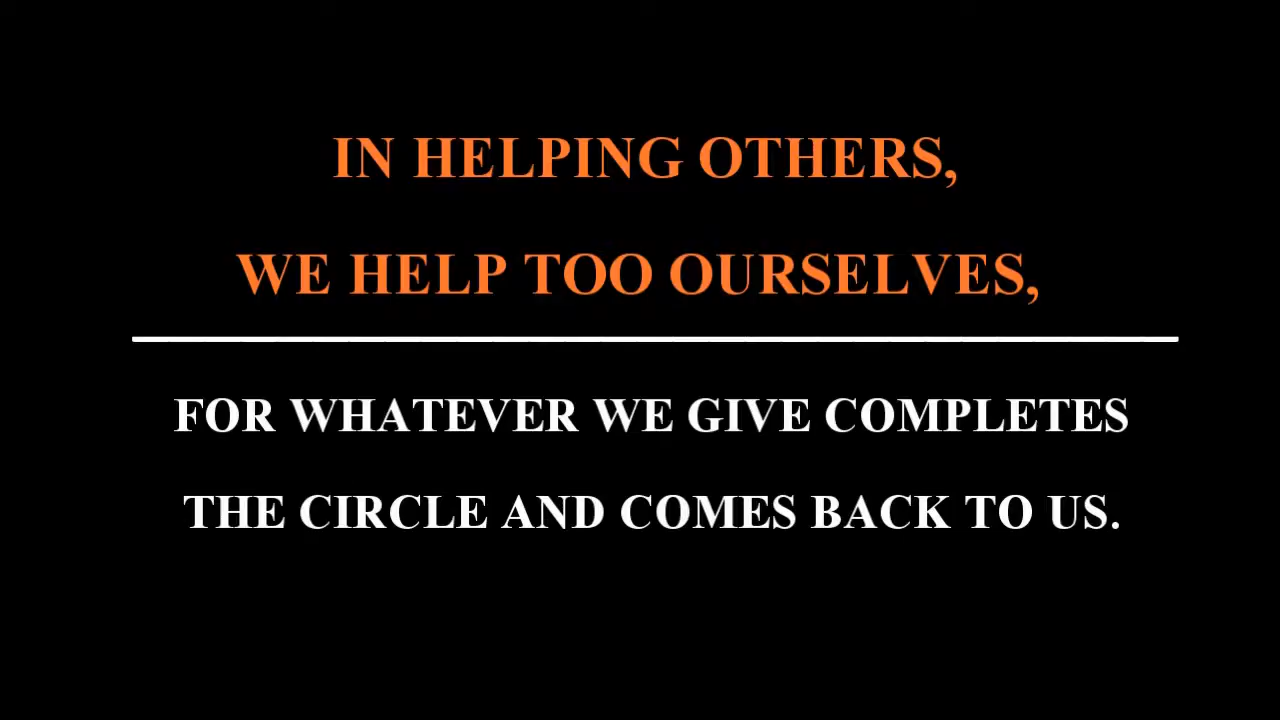 IN HELPING OTHERS,
WE HELP TOO OURSELVES,
FOR WHATEVER WE GIVE COMPLETES
THE CIRCLE AND COMES BACK TO US.